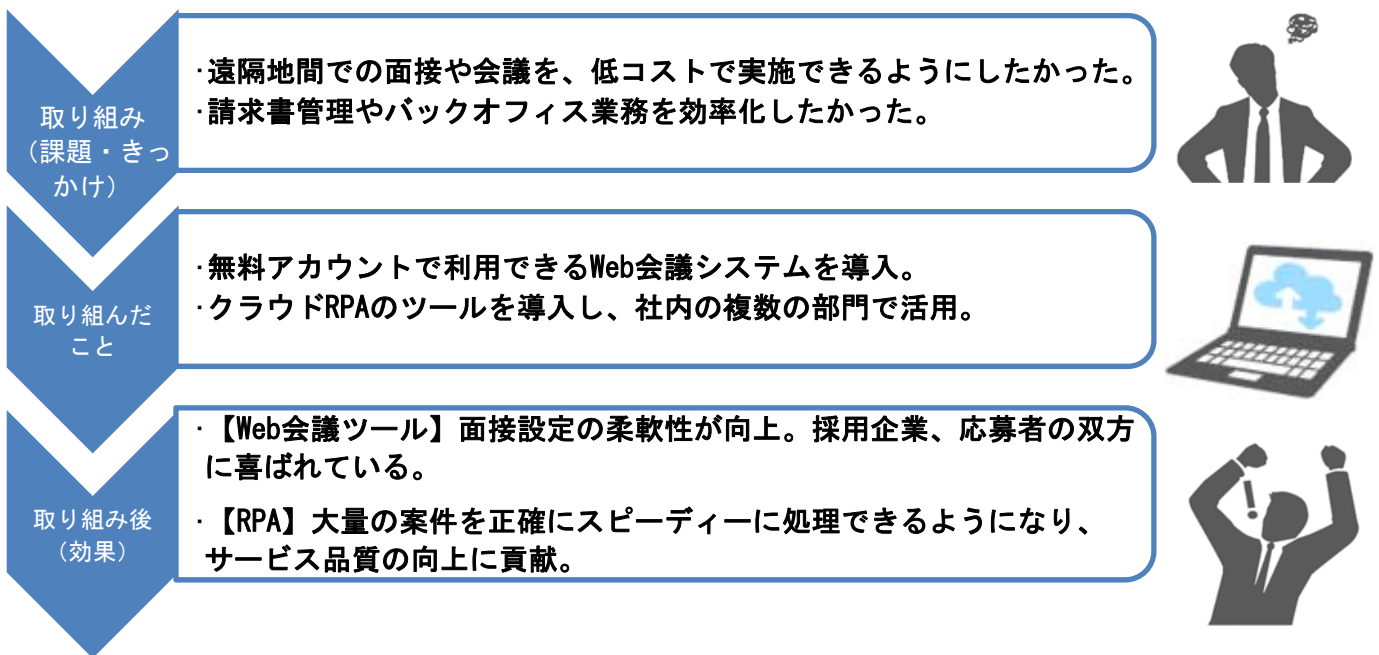 取り組み
（課題・きっ
かけ）
・遠隔地間での面接や会議を、低コストで実施できるようにしたかった。
・請求書管理やバックオフィス業務を効率化したかった。
取り組んだ
こと
・無料アカウントで利用できるWeb会議システムを導入。
・クラウドRPAのツールを導入し、社内の複数の部門で活用。
取り組み後
（効果）
・【Web会議ツール】面接設定の柔軟性が向上。採用企業、応募者の双方
に喜ばれている。
・【RPA】大量の案件を正確にスピーディーに処理できるようになり、
サービス品質の向上に貢献。